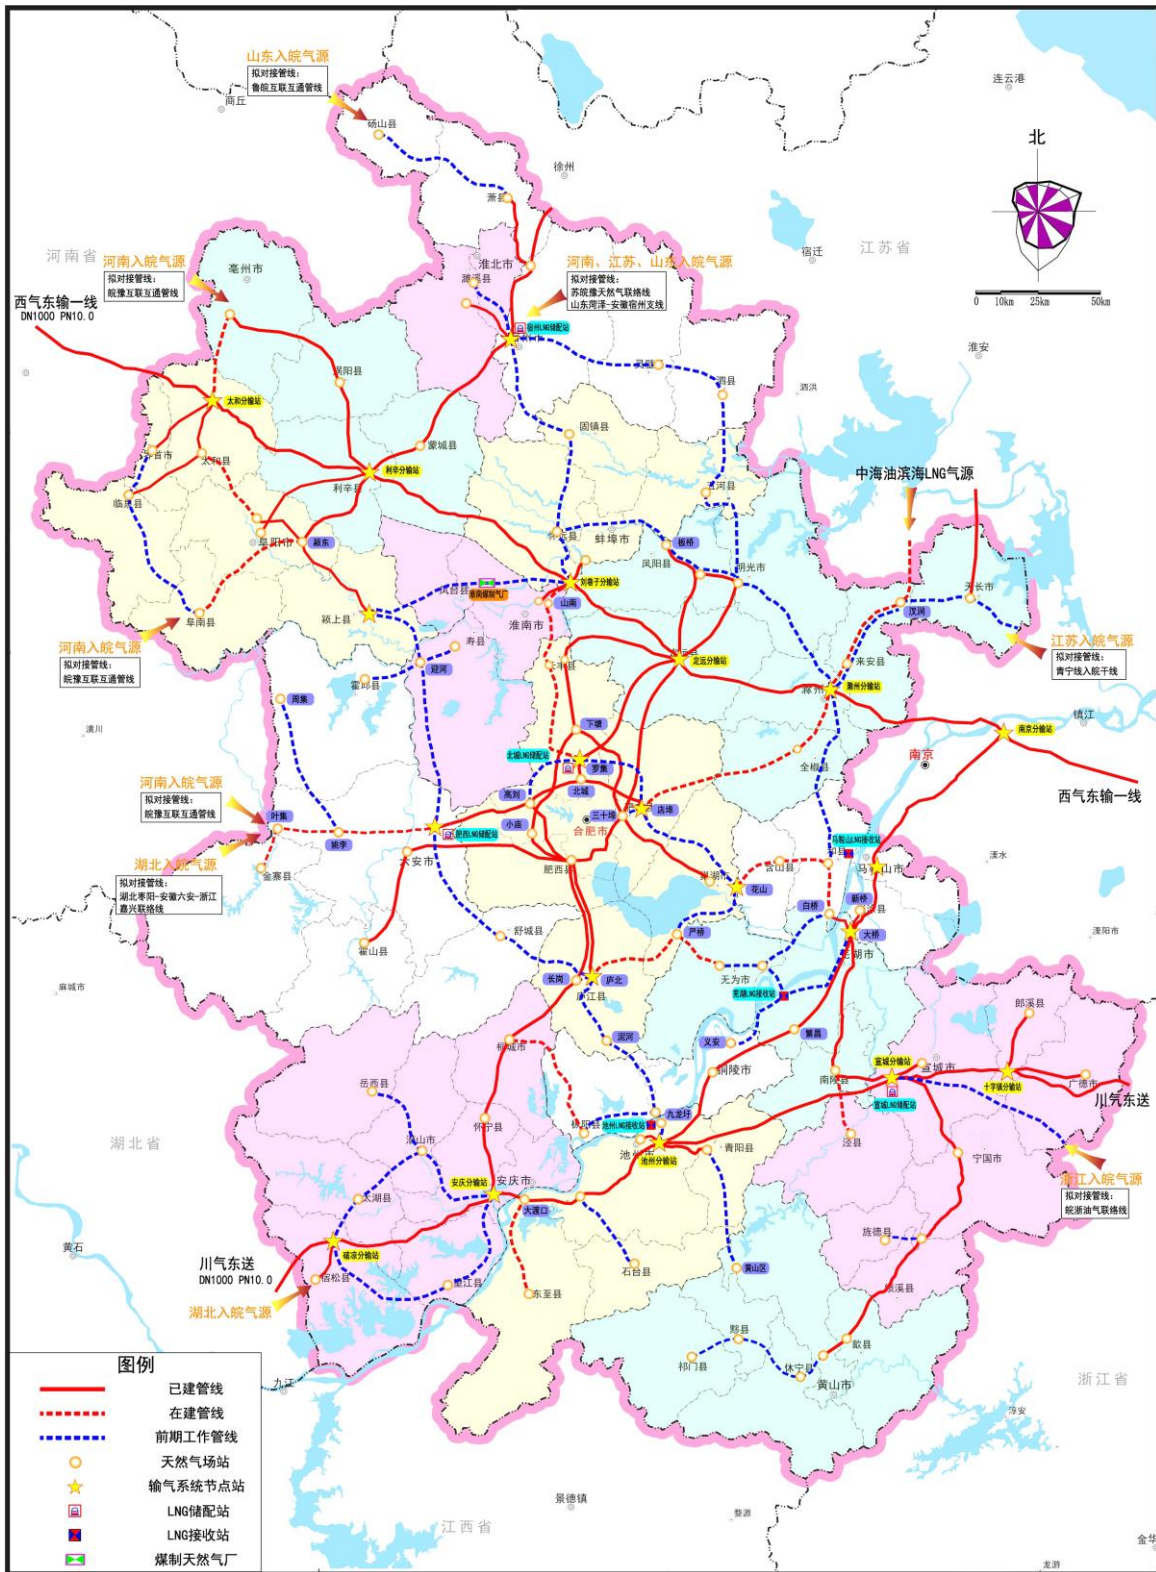 连云港
山东入皖气源
拟对接管线：
鲁皖互联互通管线
商丘
砀山县
北
徐州
萧县
河南省
江苏省
宿迁
河南入皖气源
拟对接管线：
皖豫互联互通管线
亳州市
淮北市
濉溪县
河南、江苏、山东入皖气源
拟对接管线：
苏皖豫天然气联络线
山东菏泽-安徽宿州支线
西气东输一线
DN1000 PN10.0
0 10km 25km 50km
宿州LNG储配站
淮安
涡阳县
泗县
泗洪
太和分输站
固镇县
蒙城县
太和县
利辛分输站
利辛县
中海油滨海LNG气源
临泉县
五河县
阜阳市
颍东
怀远县
蚌埠市
板桥
凤阳县
明光市
刘巷子分输站
凤台县
淮南煤制气厂
山南
淮南市
汊涧
天长市
阜南县
颍上县
河南入皖气源
拟对接管线：
皖豫互联互通管线
江苏入皖气源
拟对接管线：
青宁线入皖干线
寿县
迎河
霍邱县
定远分输站
来安县
滁州分输站
周集
潢川
镇江
下塘
南京分输站
北城LNG储配站
罗集
全椒县
南京
北城
河南入皖气源
拟对接管线：
皖豫互联互通管线
高刘
店埠
三十埠
西气东输一线
叶集
姚李
肥西LNG储配站
小庙
合肥市
马鞍山LNG接收站
和县
溧水
湖北入皖气源
拟对接管线：
湖北枣阳-安徽六安-浙江
嘉兴联络线
金寨县
六安市
肥西县
含山县
花山
白桥
新桥
霍山县
舒城县
严桥
大桥
芜湖市
溧阳市
麻城市
长岗
庐北
庐江县
无为市
芜湖LNG接收站
郎溪县
泥河
义安
繁昌
桐城市
宣城分输站
宣城市
岳西县
铜陵市
南陵县
十字镇分输站
广德市
宣城LNG储配站
川气东送
湖北省
怀宁县
枞阳县
九龙圩
池州LNG接收站
泾县
池州分输站
青阳县
宁国市
浙江入皖气源
拟对接管线：
皖浙油气联络线
安庆分输站
安庆市
大渡口
太湖县
旌德县
黄石
破凉分输站
川气东送
DN1000 PN10.0
宿松县
望江县
石台县
黄山区
东至县
绩溪县
湖北入皖气源
黟县
歙县
祁门县
休宁县
黄山市
浙江省
九江
淳安
图例
已建管线
在建管线
前期工作管线
天然气场站
输气系统节点站
LNG储配站
LNG接收站
煤制天然气厂
景德镇
江西省
婺源
龙游
金华